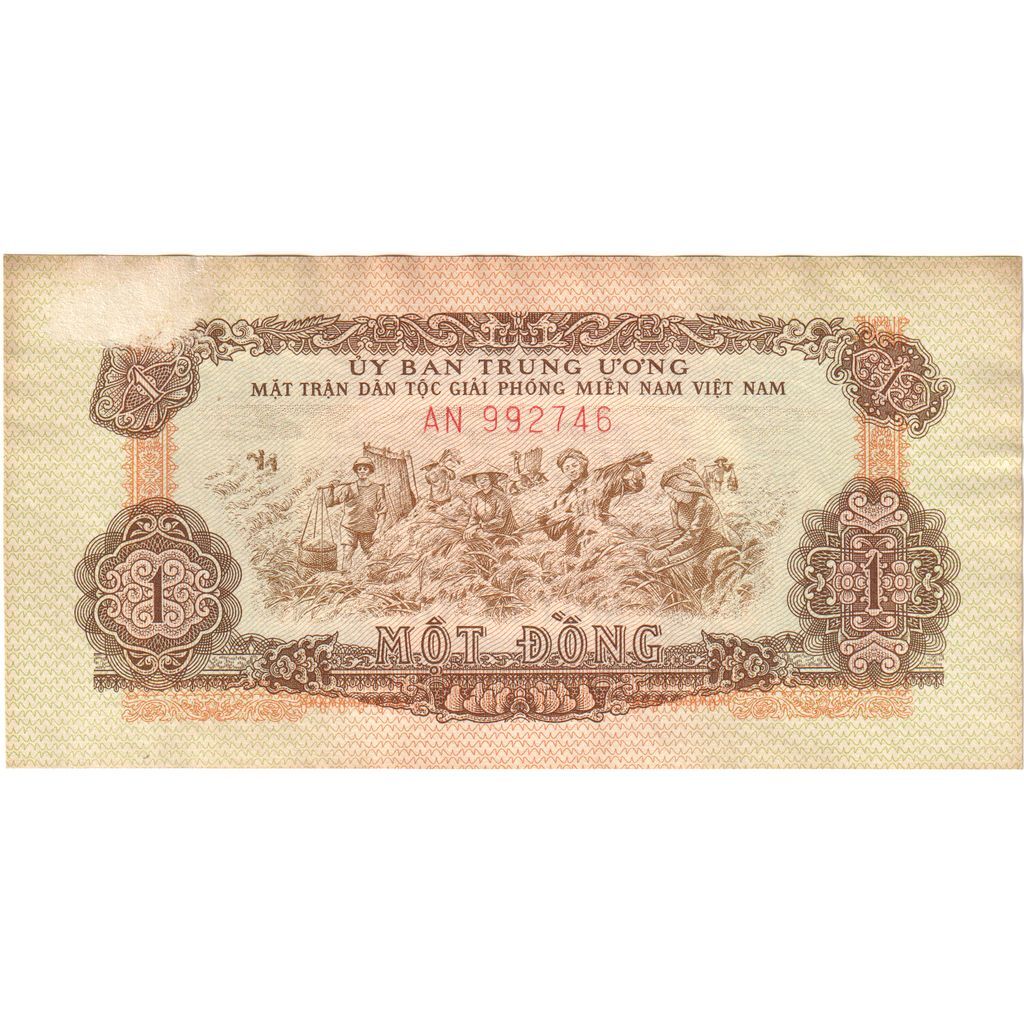 ỦY BAN TRUNG ƯƠNG
MẶT TRẬN DÂN TỘC GIẢI PHÓNG MIỀN NAM VIỆT NAM
AN 992746
1 1
MỘT ĐỒNG